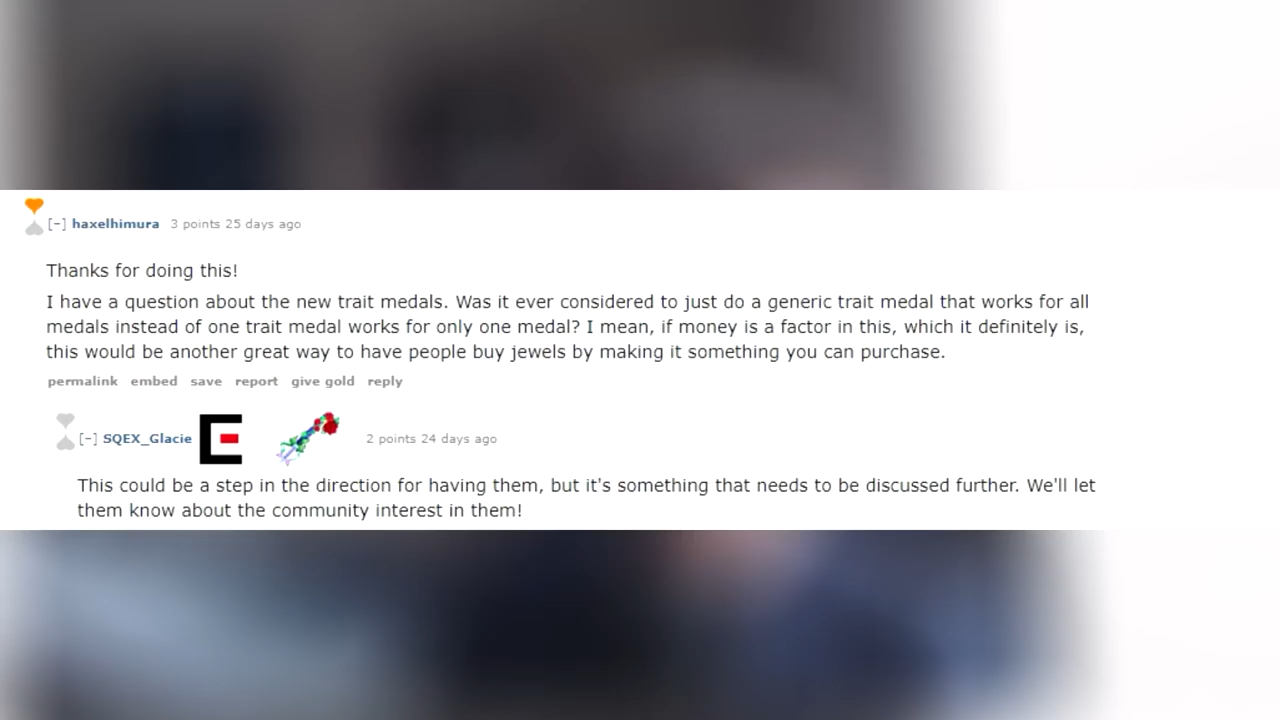 [-] haxelhimura 3 points 25 days ago
Thanks for doing this!
I have a question about the new trait medals. Was it ever considered to just do a generic trait medal that works for all
medals instead of one trait medal works for only one medal? I mean, if money is a factor in this, which it definitely is,
this would be another great way to have people buy jewels by making it something you can purchase.
permalink embed save report give gold reply
[-] SQEX_Glacie 2 points 24 days ago
This could be a step in the direction for having them, but it's something that needs to be discussed further. We'll let
them know about the community interest in them!